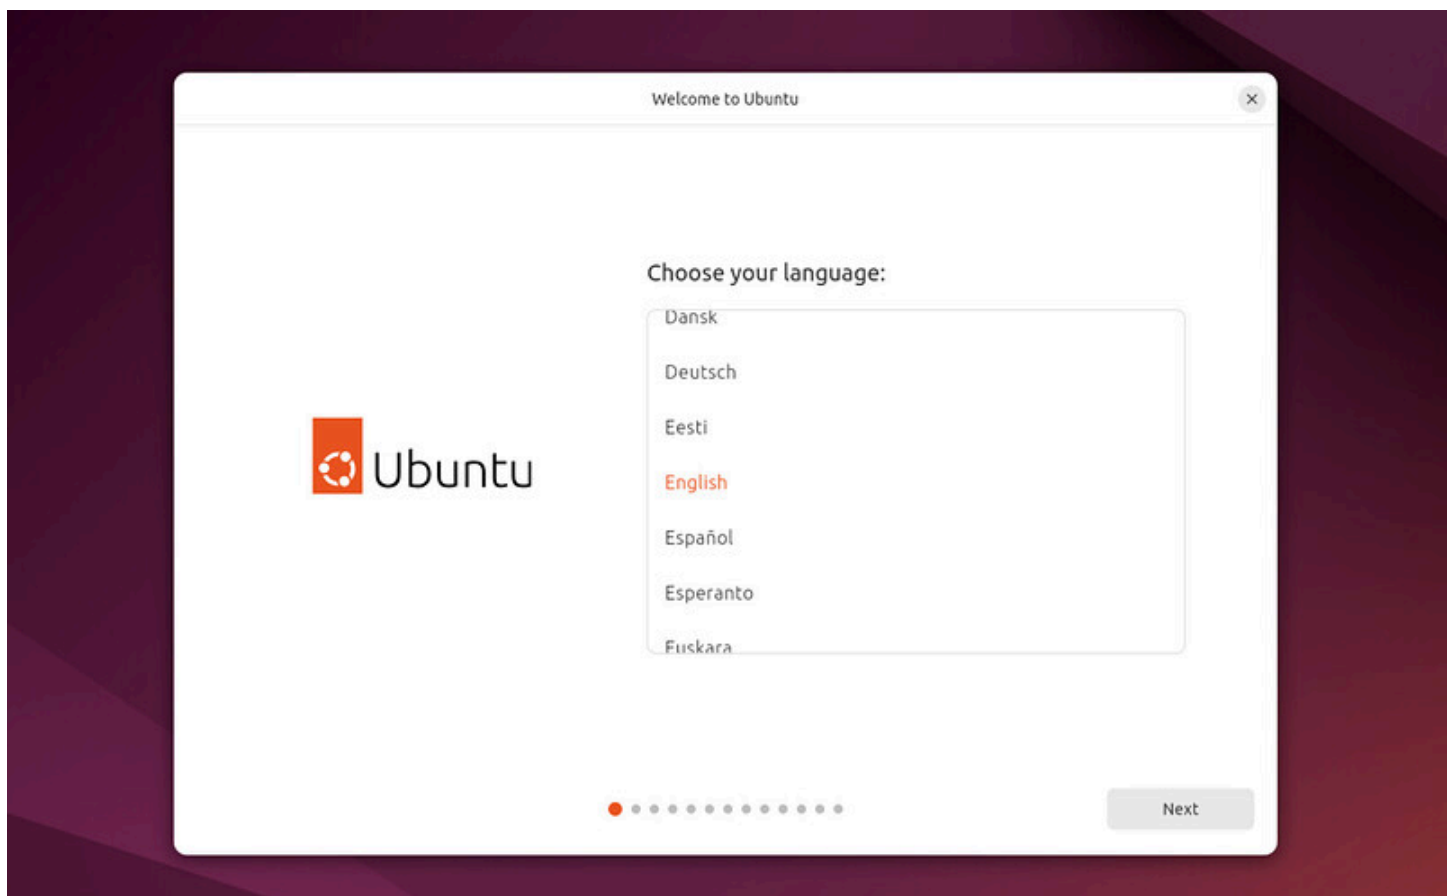 Welcome to Ubuntu
Choose your language:
Dansk
Deutsch
Eesti
English
Ubuntu
Español
Esperanto
Euskara
Next